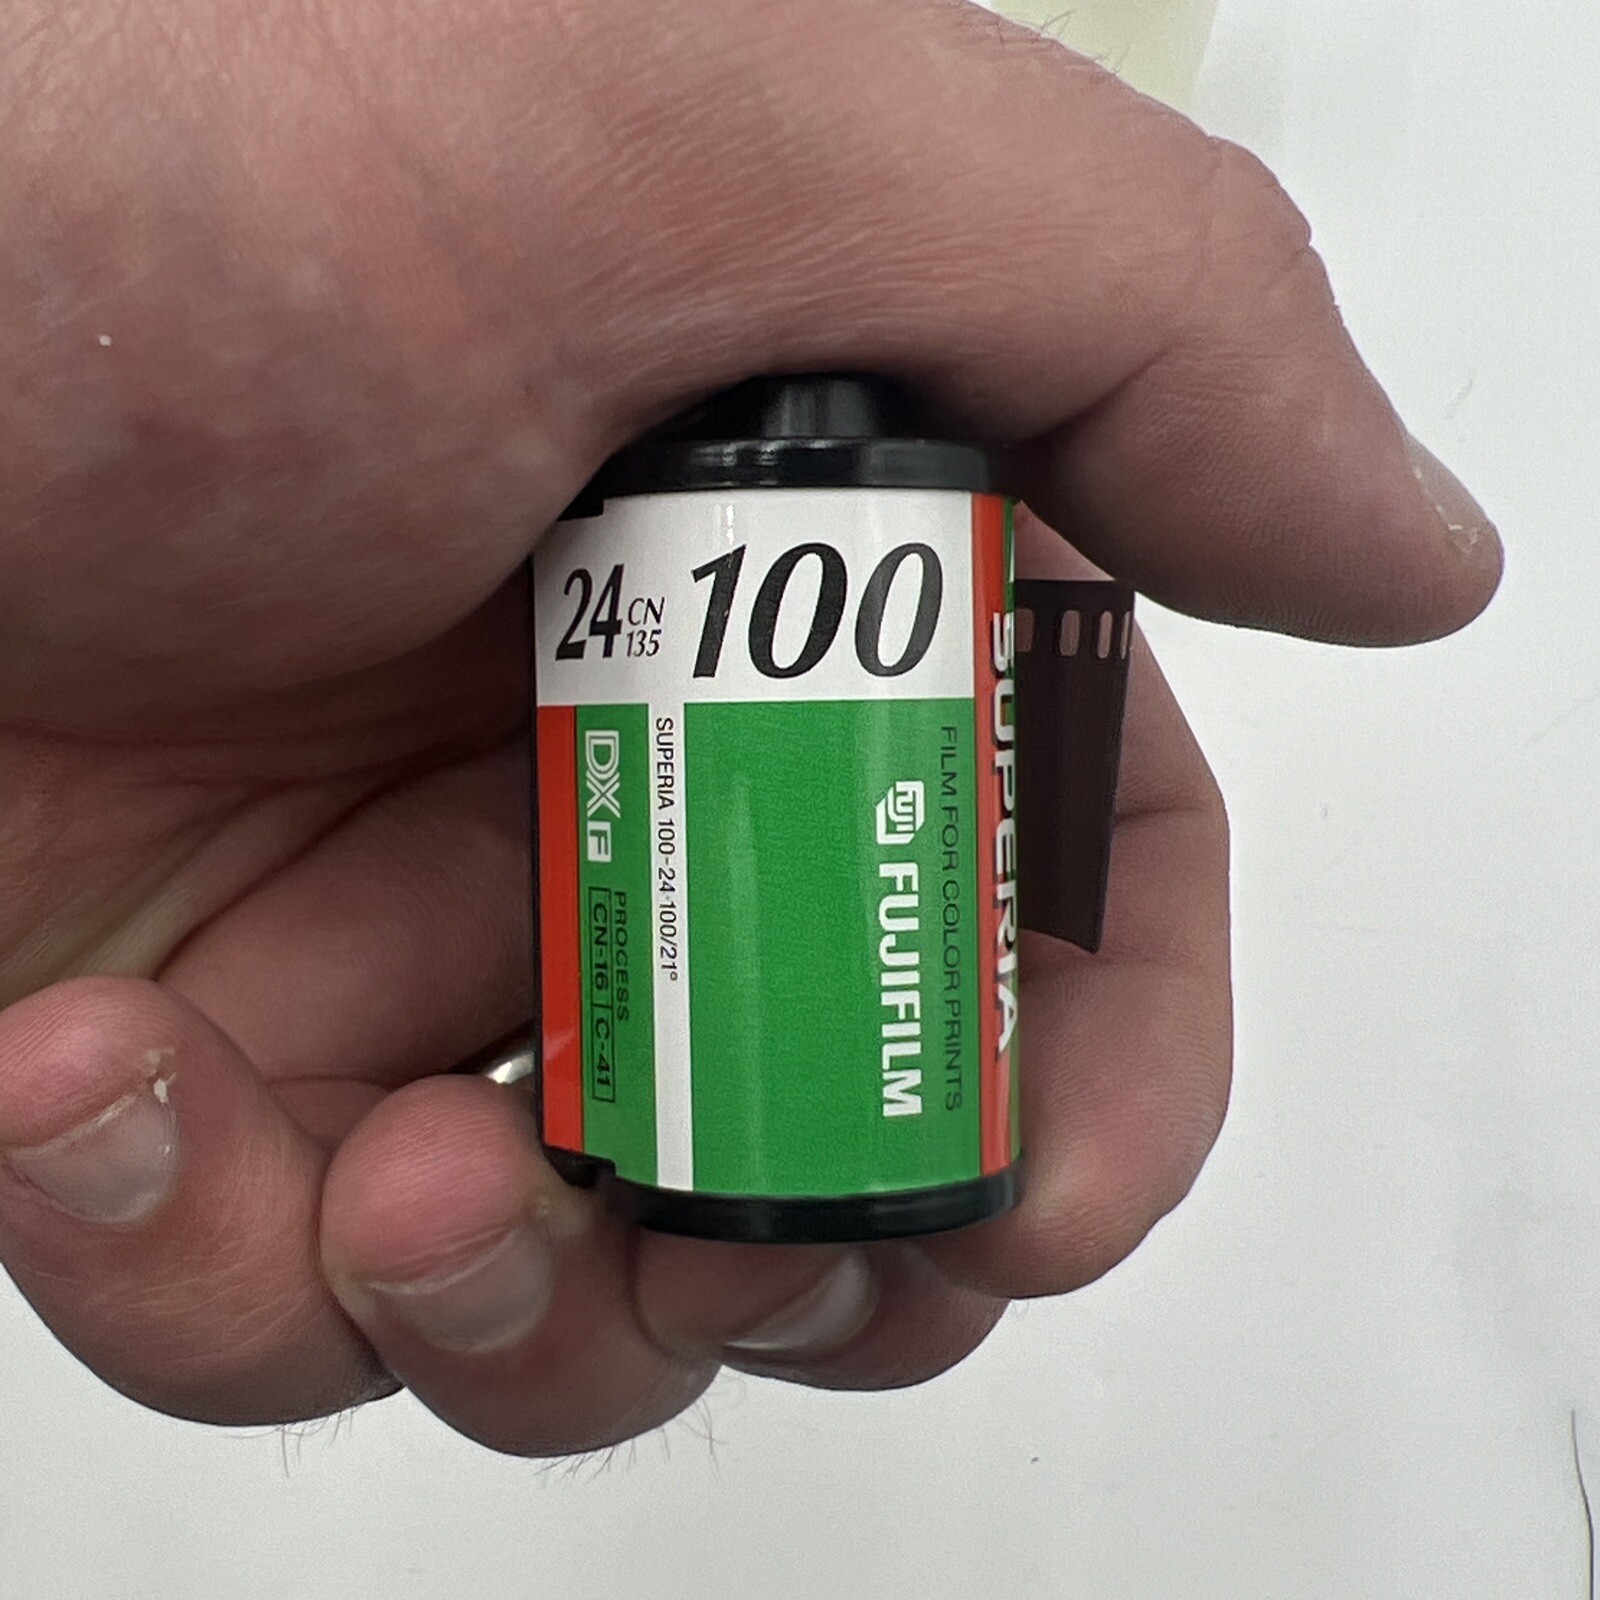 24 CN 135 100
DX F
PROCESS
CN-16 C-41
SUPERIA 100-24·100/21°
FUJI FUJIFILM
FILM FOR COLOR PRINTS
SUPERIA